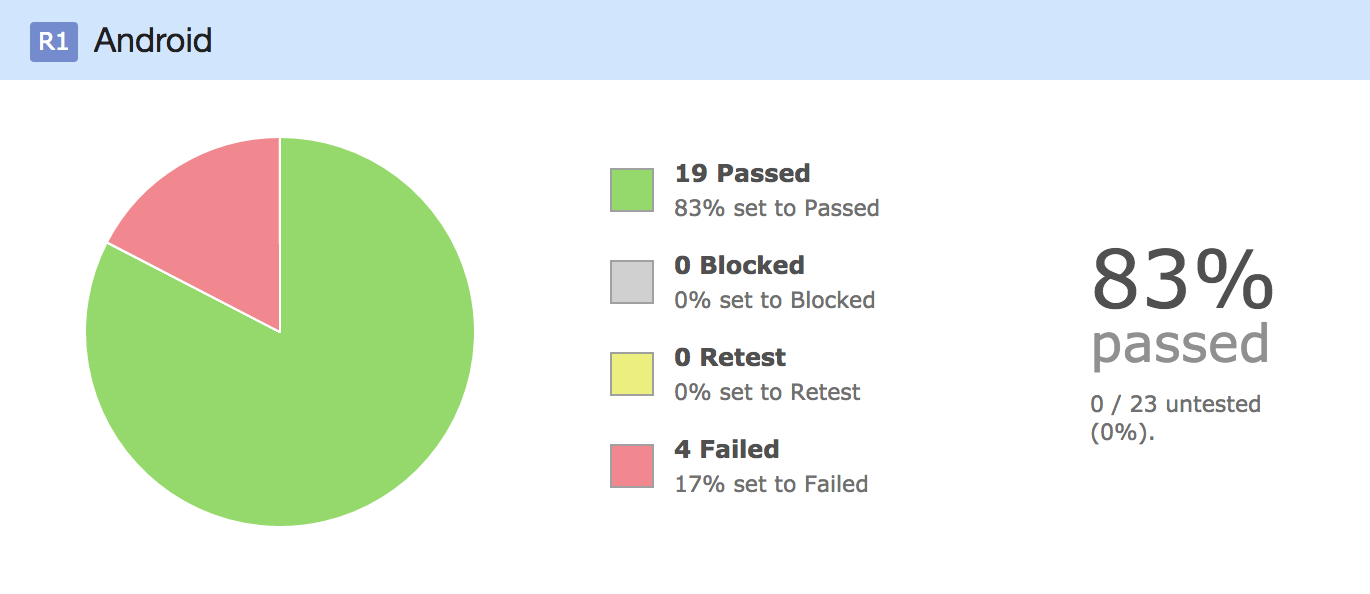 R1 Android
19 Passed
83% set to Passed
0 Blocked
0% set to Blocked
0 Retest
0% set to Retest
4 Failed
17% set to Failed
83%
passed
0 / 23 untested
(0%).